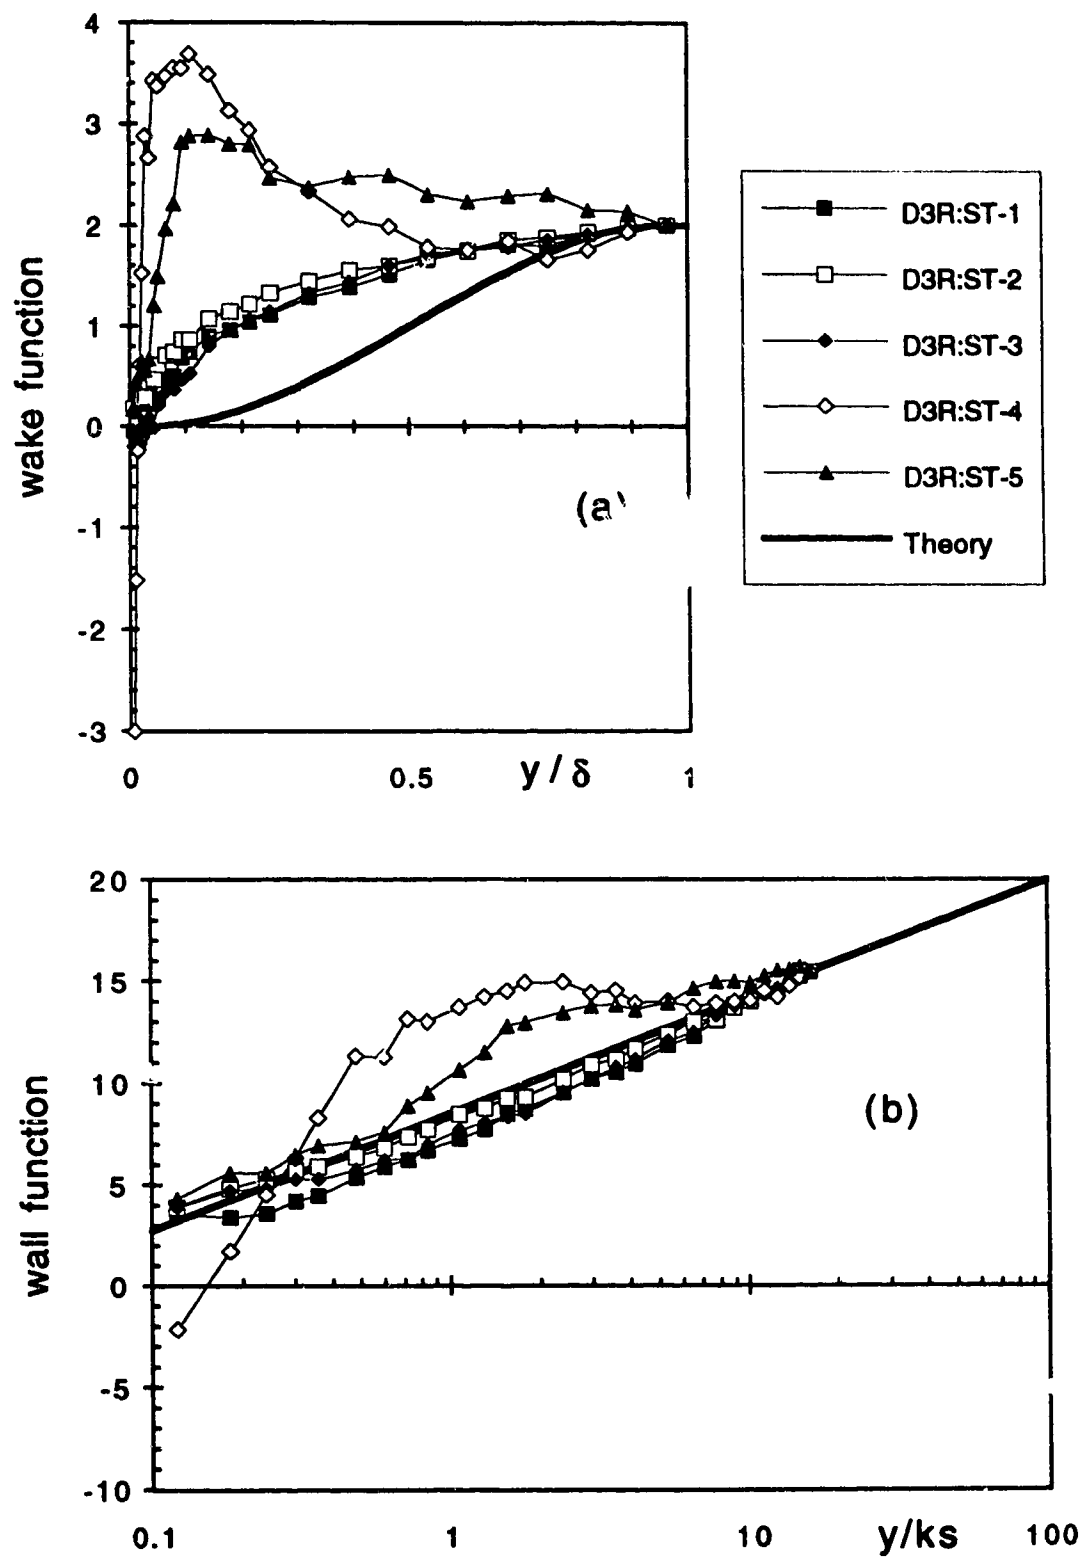 4
3
2
1
0
-1
-2
-3
wake function
0 0.5 y / δ 1
(a)
D3R:ST-1
D3R:ST-2
D3R:ST-3
D3R:ST-4
D3R:ST-5
Theory
20
15
10
5
0
-5
-10
wall function
(b)
0.1 1 10 y/ks 100